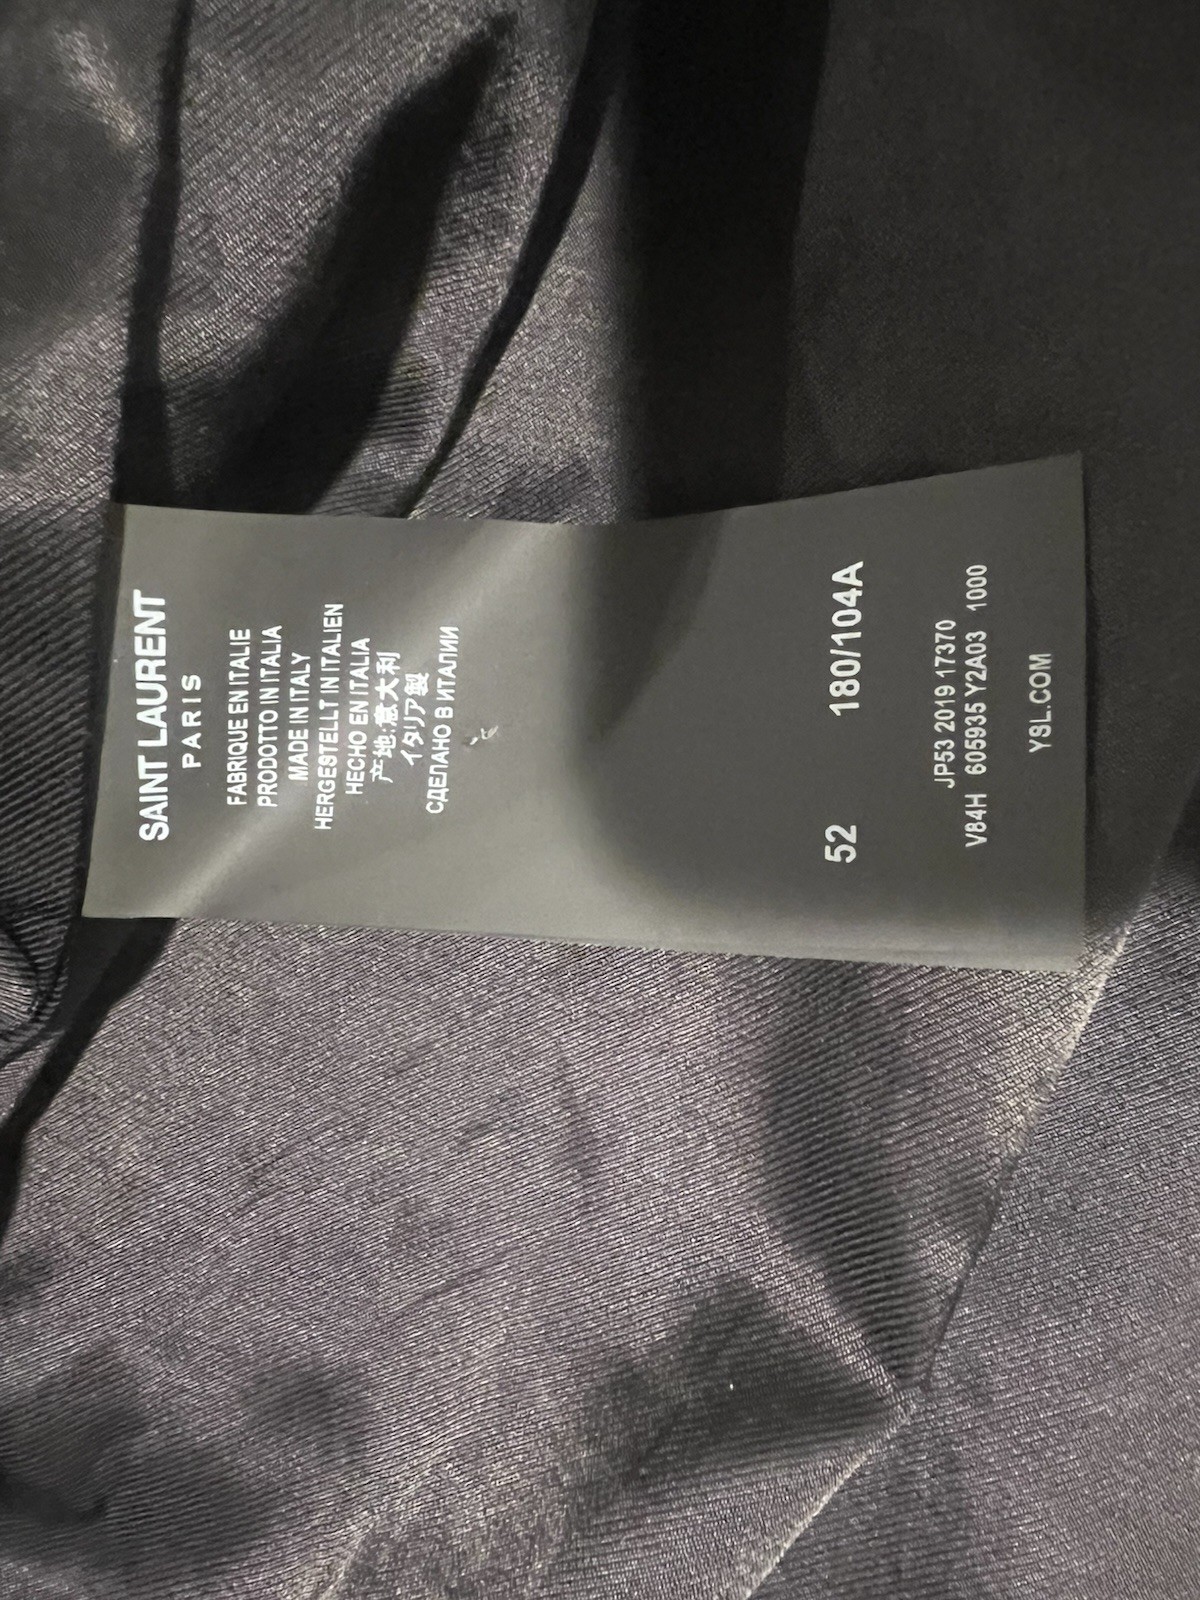 SAINT LAURENT
PARIS
FABRIQUE EN ITALIE
PRODOTTO IN ITALIA
MADE IN ITALY
HERGESTELLT IN ITALIEN
HECHO EN ITALIA
产地:意大利
イタリア製
СДЕЛАНО В ИТАЛИИ
52 180/104A
JP53 2019 17370
V84H 605935 Y2A03 1000
YSL.COM